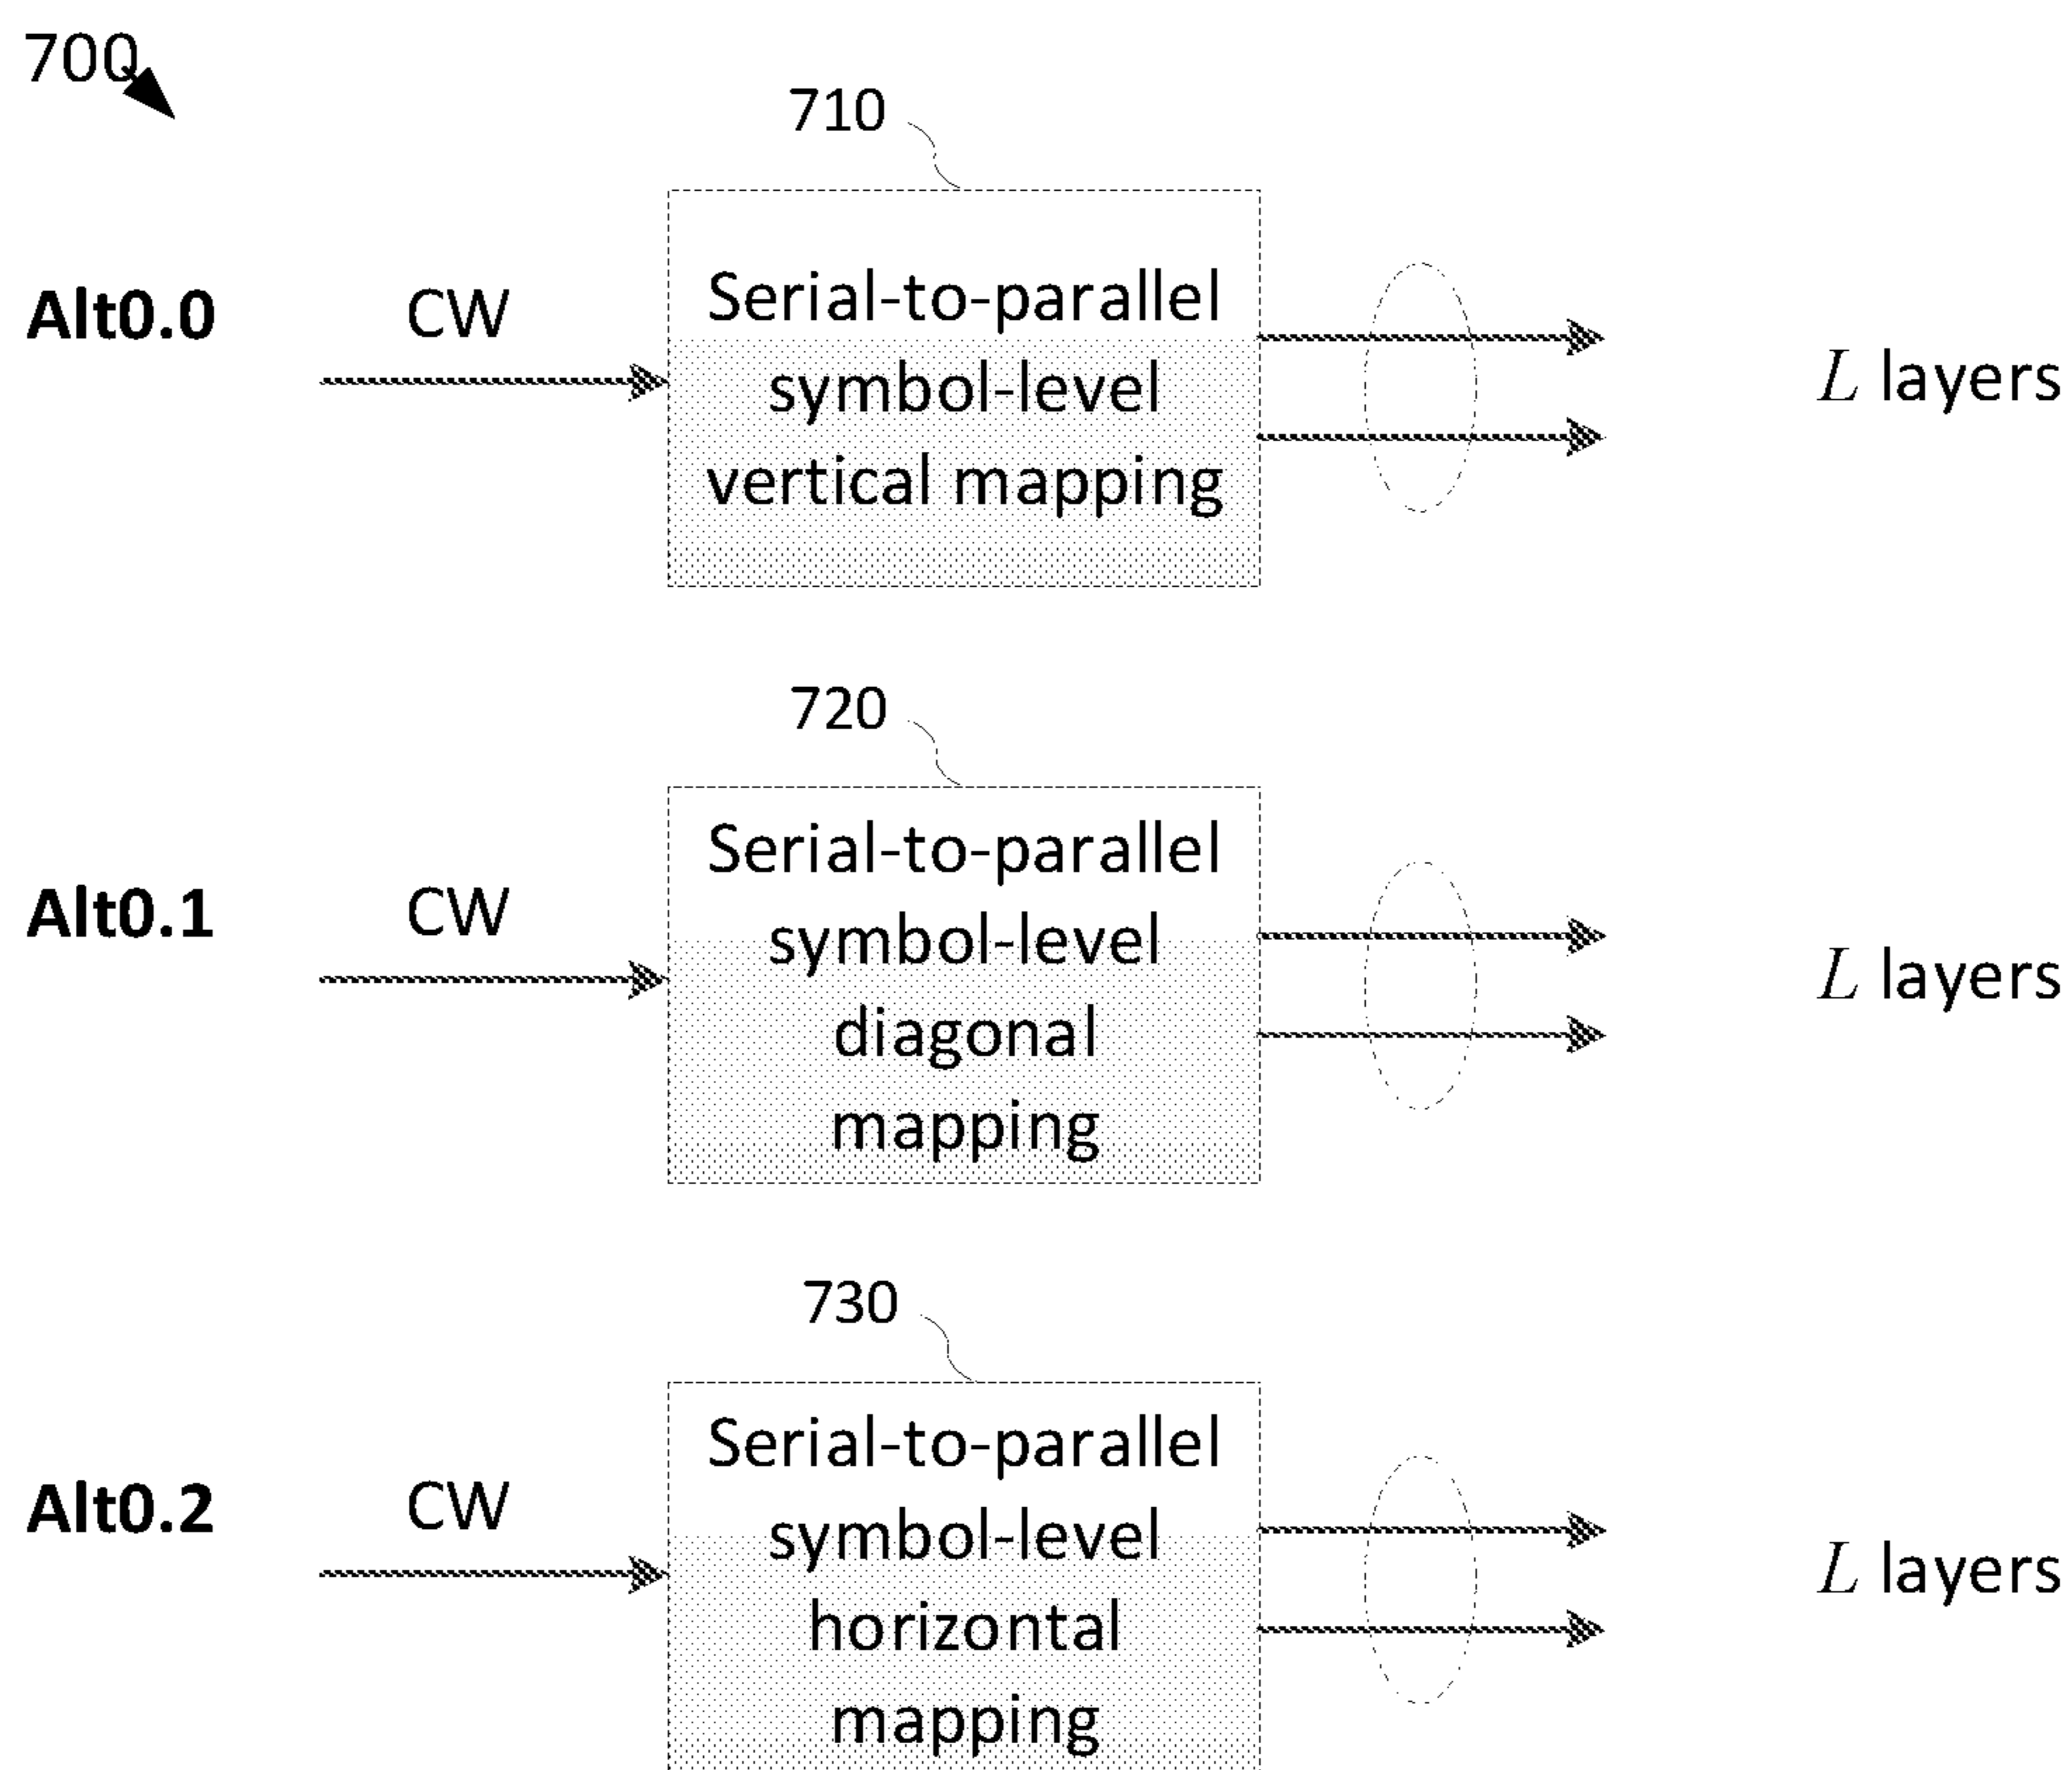 700
710
Alt0.0
CW
Serial-to-parallel
symbol-level
vertical mapping
L layers
720
Alt0.1
CW
Serial-to-parallel
symbol-level
diagonal
mapping
L layers
730
Alt0.2
CW
Serial-to-parallel
symbol-level
horizontal
mapping
L layers